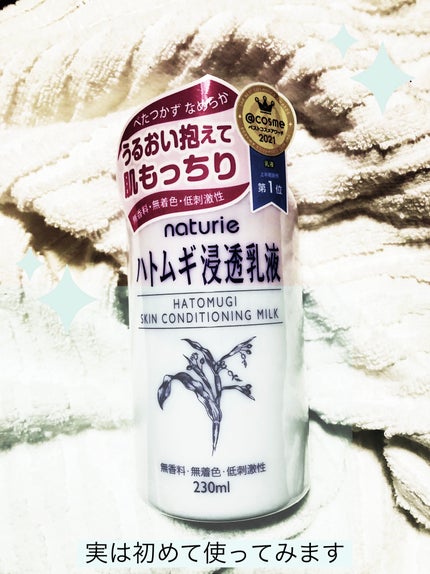 べたつかず なめらか
うるおい抱えて
肌もっちり
無香料・無着色・低刺激性
@cosme
ベストコスメアワード
2021
乳液
第1位
naturie
ハトムギ浸透乳液
HATOMUGI
SKIN CONDITIONING MILK
無香料・無着色・低刺激性
230ml
実は初めて使ってみます